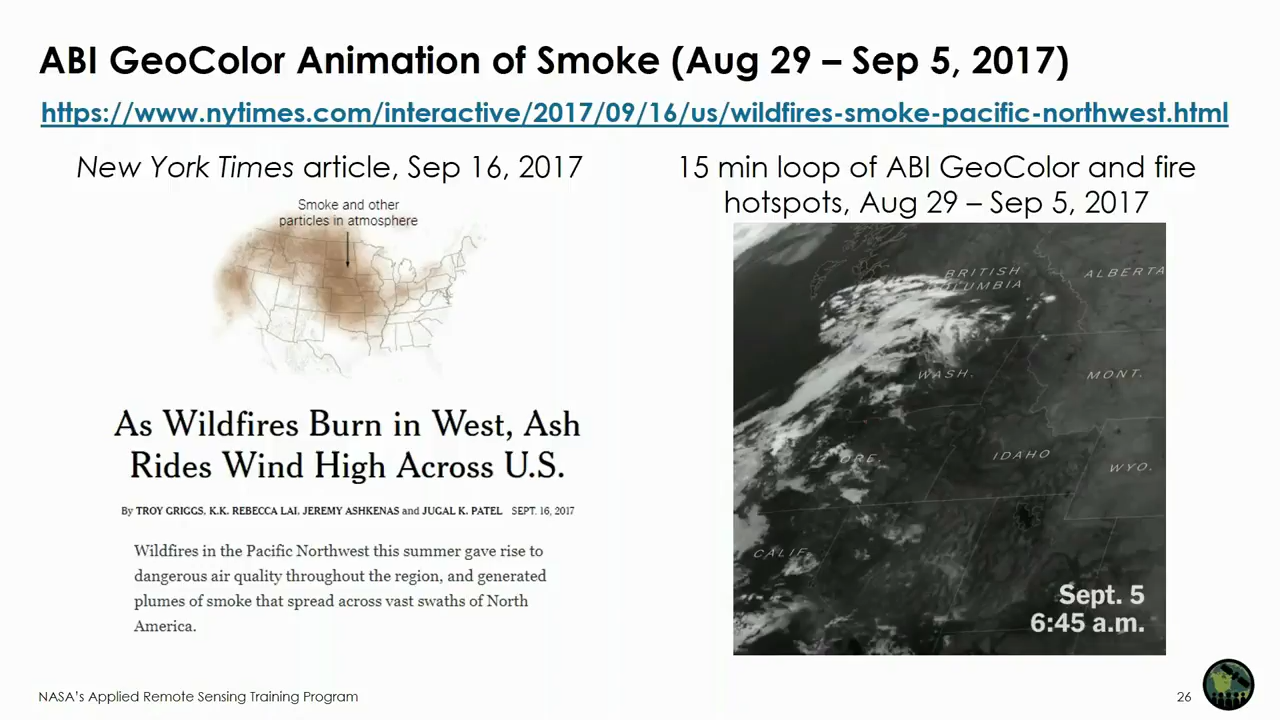 ABI GeoColor Animation of Smoke (Aug 29 – Sep 5, 2017)
https://www.nytimes.com/interactive/2017/09/16/us/wildfires-smoke-pacific-northwest.html
New York Times article, Sep 16, 2017
Smoke and other
particles in atmosphere
As Wildfires Burn in West, Ash
Rides Wind High Across U.S.
By TROY GRIGGS, K.K. REBECCA LAI, JEREMY ASHKENAS and JUGAL K. PATEL SEPT. 16, 2017
Wildfires in the Pacific Northwest this summer gave rise to
dangerous air quality throughout the region, and generated
plumes of smoke that spread across vast swaths of North
America.
15 min loop of ABI GeoColor and fire
hotspots, Aug 29 – Sep 5, 2017
BRITISH
COLUMBIA
ALBERTA
WASH.
MONT.
ORE.
IDAHO
WYO.
CALIF.
Sept. 5
6:45 a.m.
NASA's Applied Remote Sensing Training Program
26